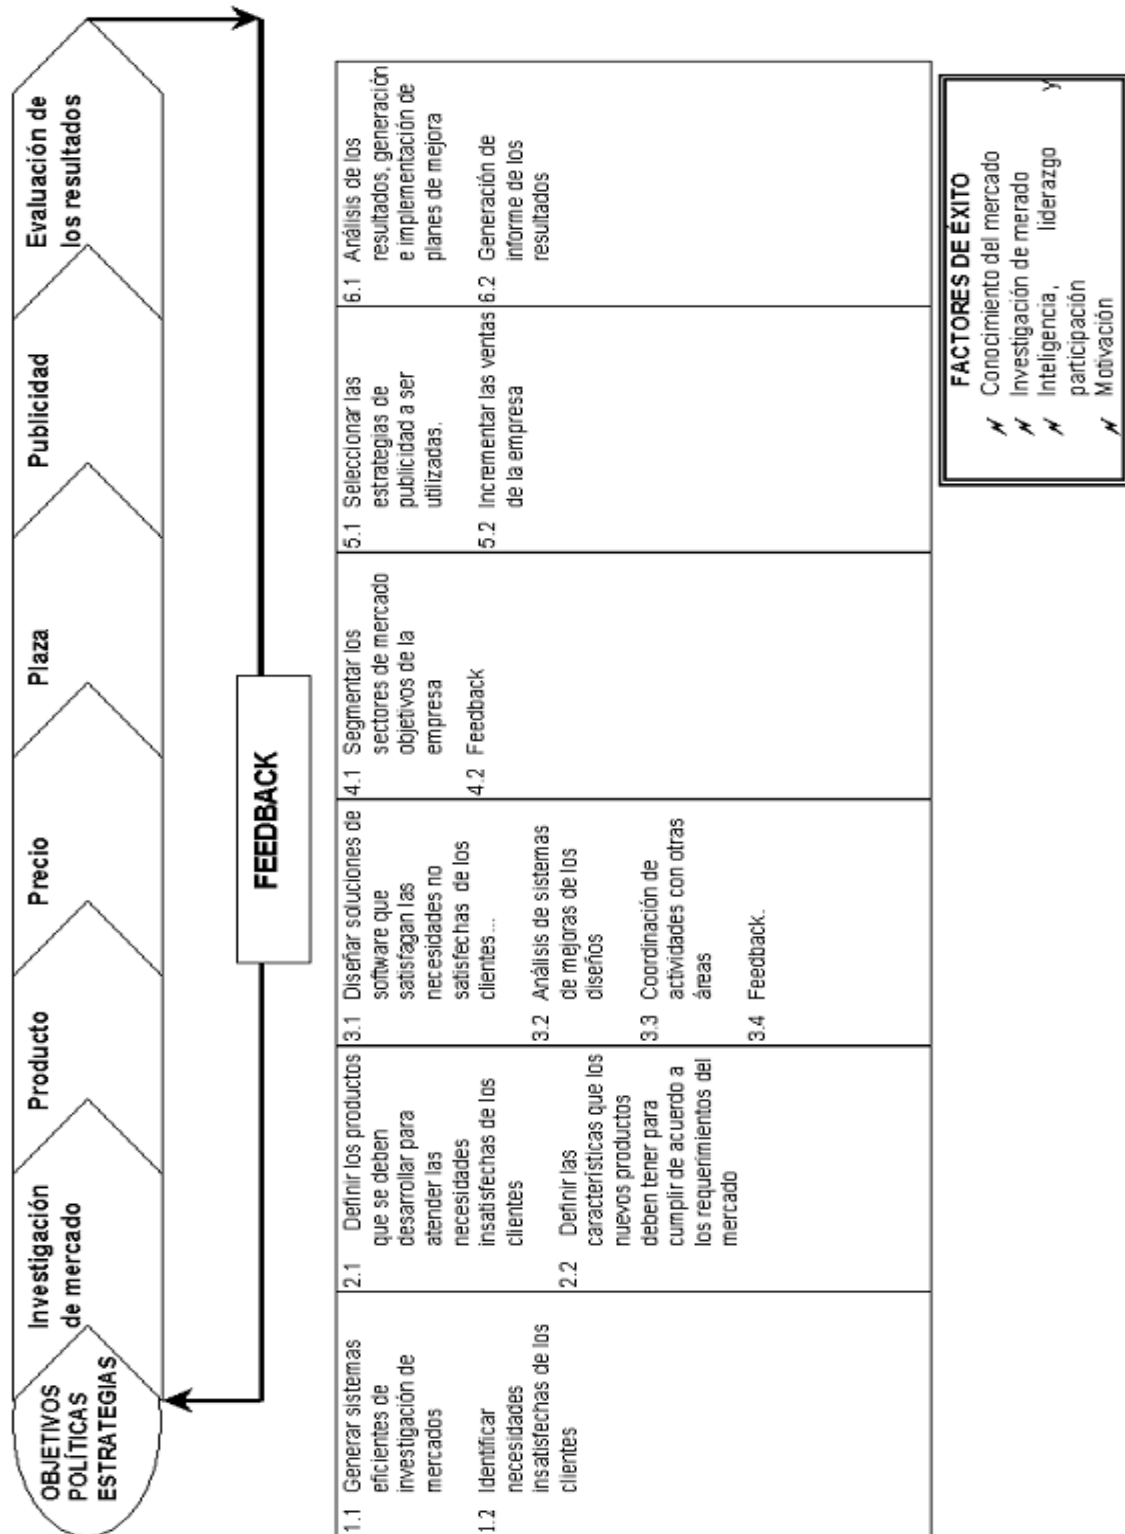 OBJETIVOS
POLÍTICAS
ESTRATEGIAS
Investigación
de mercado
Producto
Precio
Plaza
Publicidad
Evaluación de
los resultados
FEEDBACK
1.1 Generar sistemas
eficientes de
investigación de
mercados
1.2 Identificar
necesidades
insatisfechas de los
clientes
2.1 Definir los productos
que se deben
desarrollar para
atender las
necesidades
insatisfechas de los
clientes
2.2 Definir las
características que los
nuevos productos
deben tener para
cumplir de acuerdo a
los requerimientos del
mercado
3.1 Diseñar soluciones de
software que
satisfagan las
necesidades no
satisfechas de los
clientes...
3.2 Análisis de sistemas
de mejoras de los
diseños
3.3 Coordinación de
actividades con otras
áreas
3.4 Feedback.
4.1 Segmentar los
sectores de mercado
objetivos de la
empresa
4.2 Feedback
5.1 Seleccionar las
estrategias de
publicidad a ser
utilizadas.
5.2 Incrementar las ventas
de la empresa
6.1 Análisis de los
resultados, generación
e implementación de
planes de mejora
6.2 Generación de
informe de los
resultados
FACTORES DE ÉXITO
Conocimiento del mercado
Investigación de merado
Inteligencia, liderazgo y
participación
Motivación